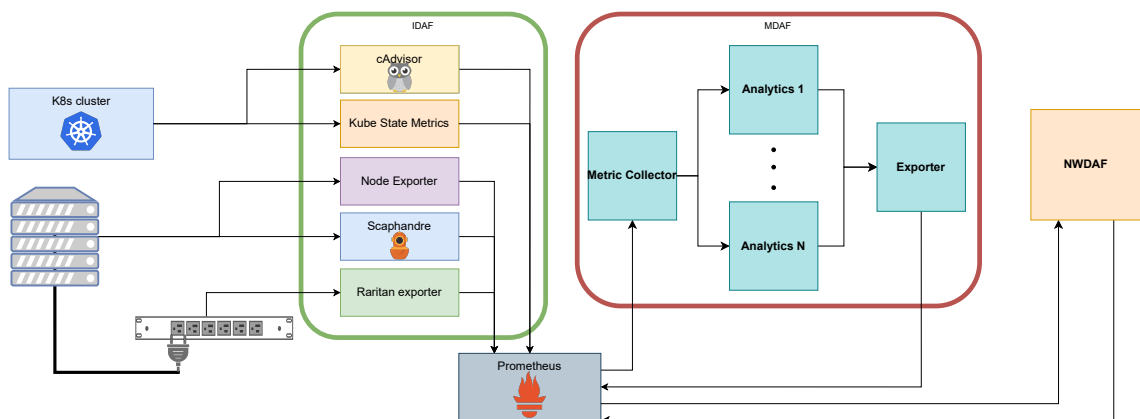 IDAF
MDAF
cAdvisor
K8s cluster
Kube State Metrics
Node Exporter
Scaphandre
Raritan exporter
Prometheus
Metric Collector
Analytics 1
Analytics N
Exporter
NWDAF